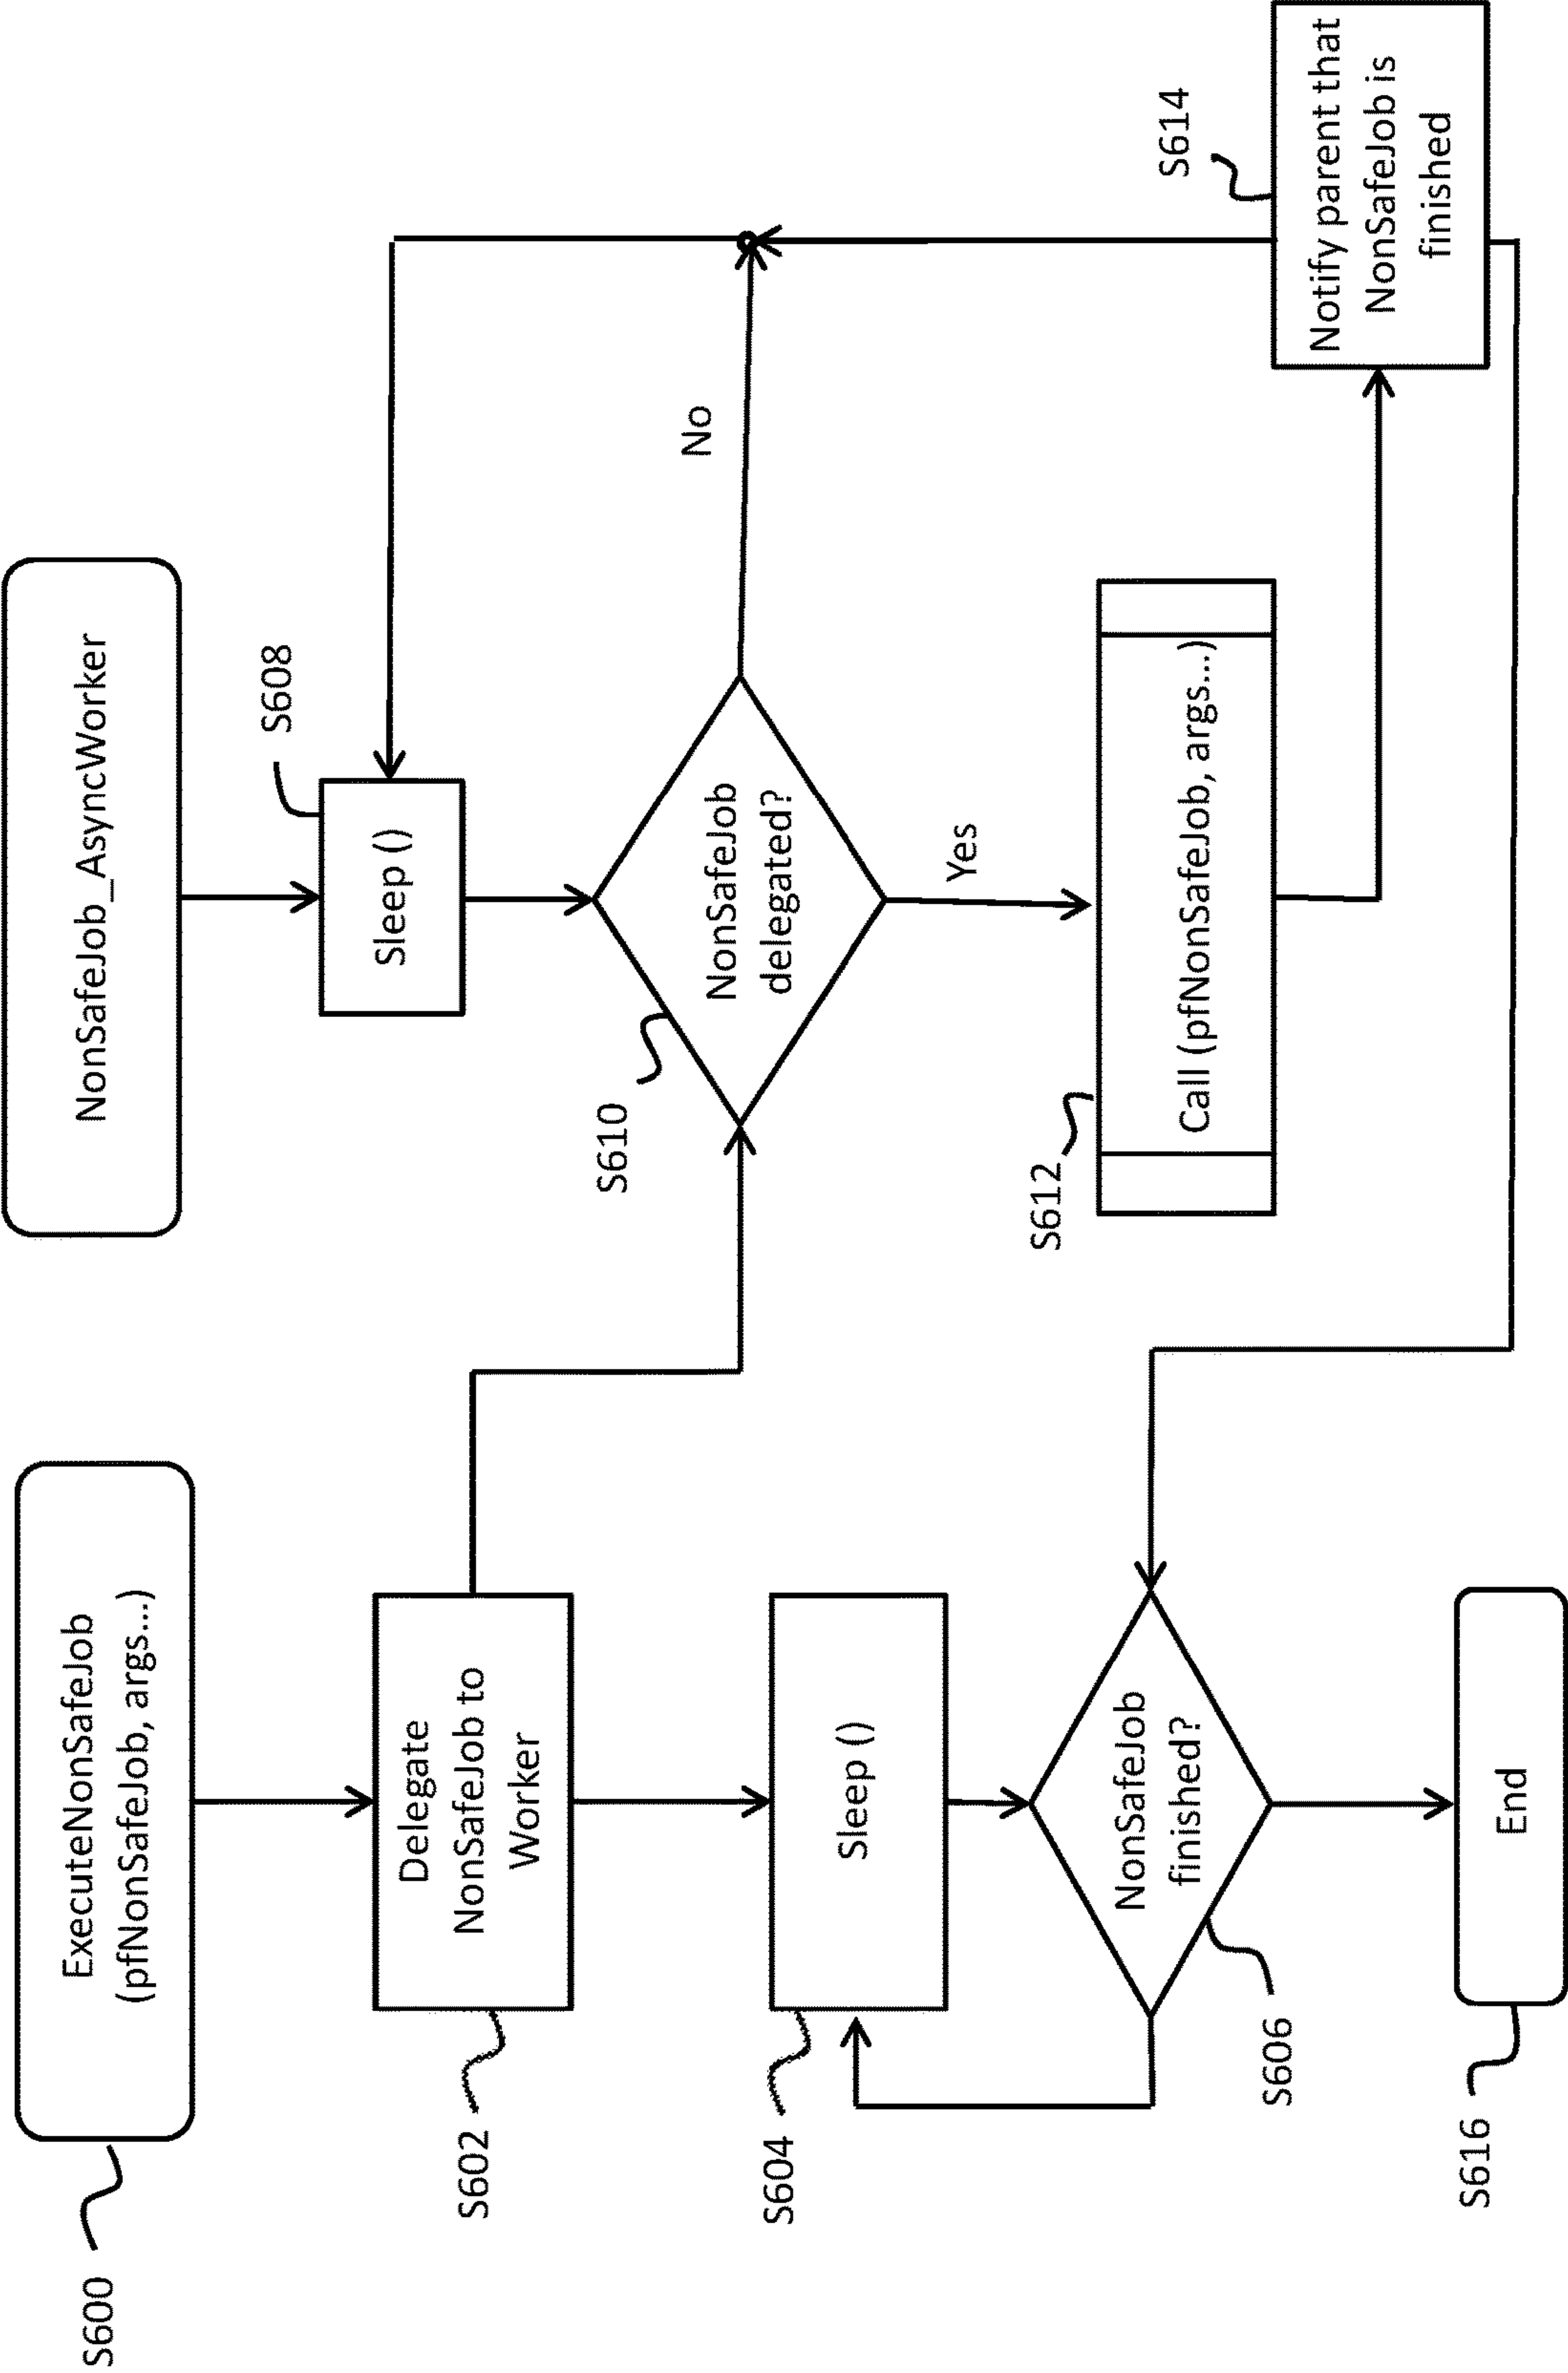 S600
ExecuteNonSafeJob
(pfNonSafeJob, args...)
S602
Delegate
NonSafeJob to
Worker
S604
Sleep ()
S606
NonSafeJob
finished?
S616
End
NonSafeJob_AsyncWorker
S608
Sleep ()
S610
NonSafeJob
delegated?
No
Yes
S612
Call (pfNonSafeJob, args...)
S614
Notify parent that
NonSafeJob is
finished